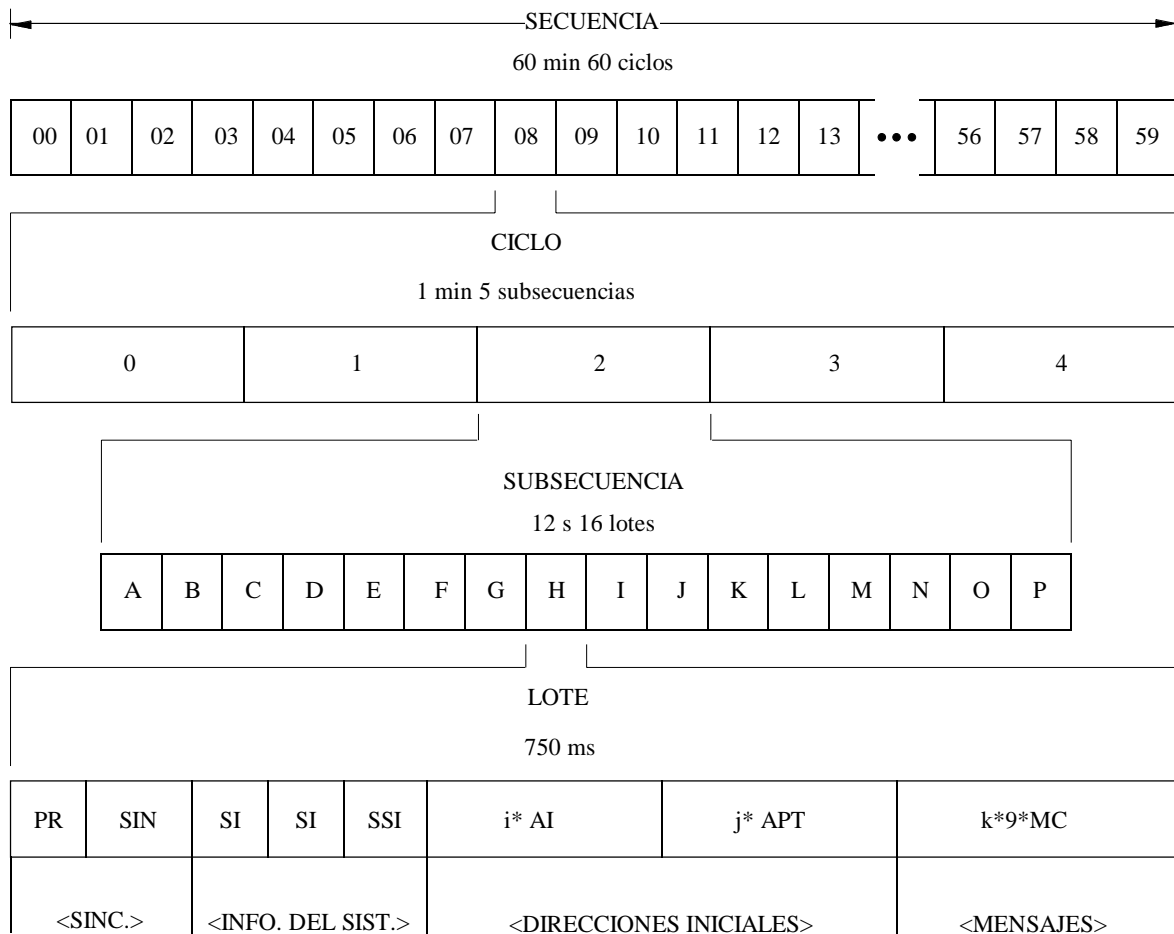 SECUENCIA
60 min 60 ciclos
00 01 02 03 04 05 06 07 08 09 10 11 12 13 ••• 56 57 58 59
CICLO
1 min 5 subsecuencias
0 1 2 3 4
SUBSECUENCIA
12 s 16 lotes
A B C D E F G H I J K L M N O P
LOTE
750 ms
PR SIN SI SI SSI i* AI j* APT k*9*MC
<SINC.> <INFO. DEL SIST.> <DIRECCIONES INICIALES> <MENSAJES>